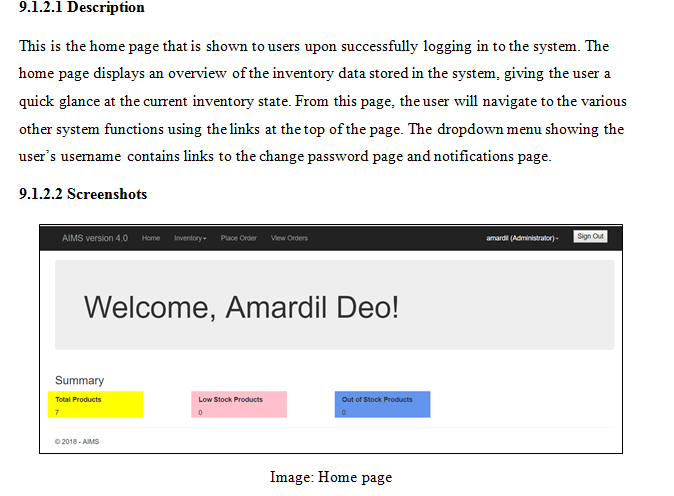 9.1.2.1 Description
This is the home page that is shown to users upon successfully logging in to the system. The
home page displays an overview of the inventory data stored in the system, giving the user a
quick glance at the current inventory state. From this page, the user will navigate to the various
other system functions using the links at the top of the page. The dropdown menu showing the
user’s username contains links to the change password page and notifications page.
9.1.2.2 Screenshots
AIMS version 4.0 Home Inventory Place Order View Orders amardil (Administrator) Sign Out
Welcome, Amardil Deo!
Summary
Total Products Low Stock Products Out of Stock Products
7 0 0
© 2018 - AIMS
Image: Home page